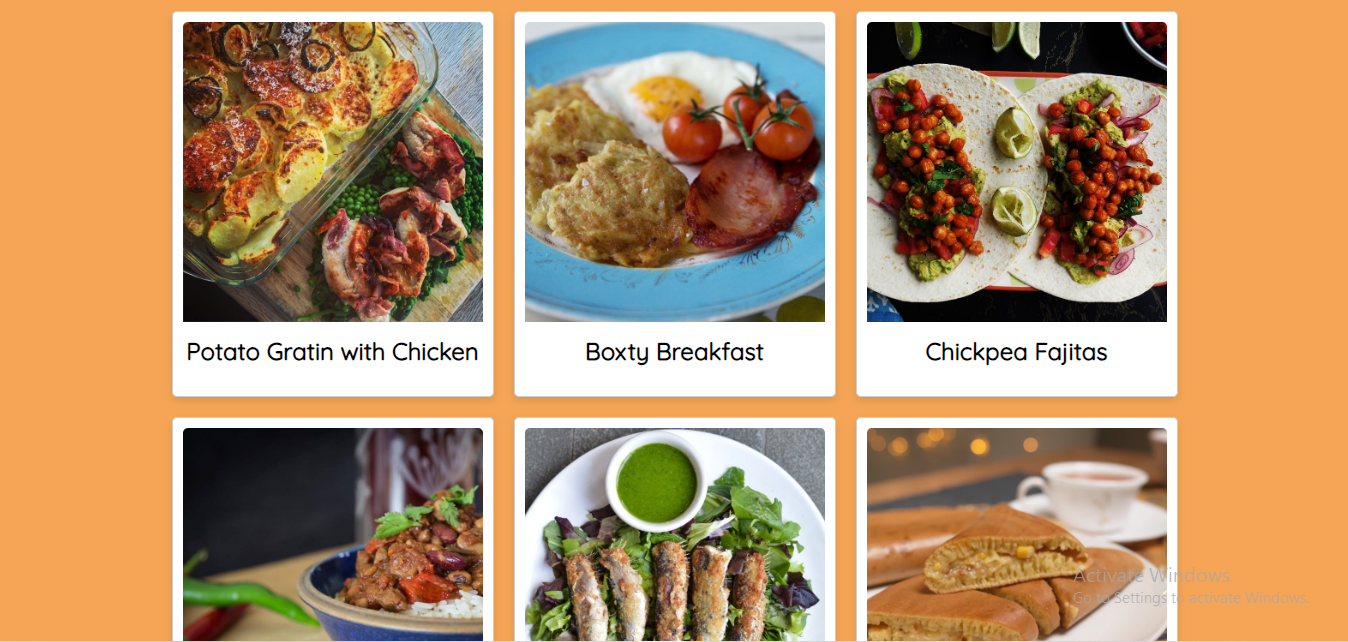 Potato Gratin with Chicken
Boxty Breakfast
Chickpea Fajitas
Activate Windows
Go to Settings to activate Windows.